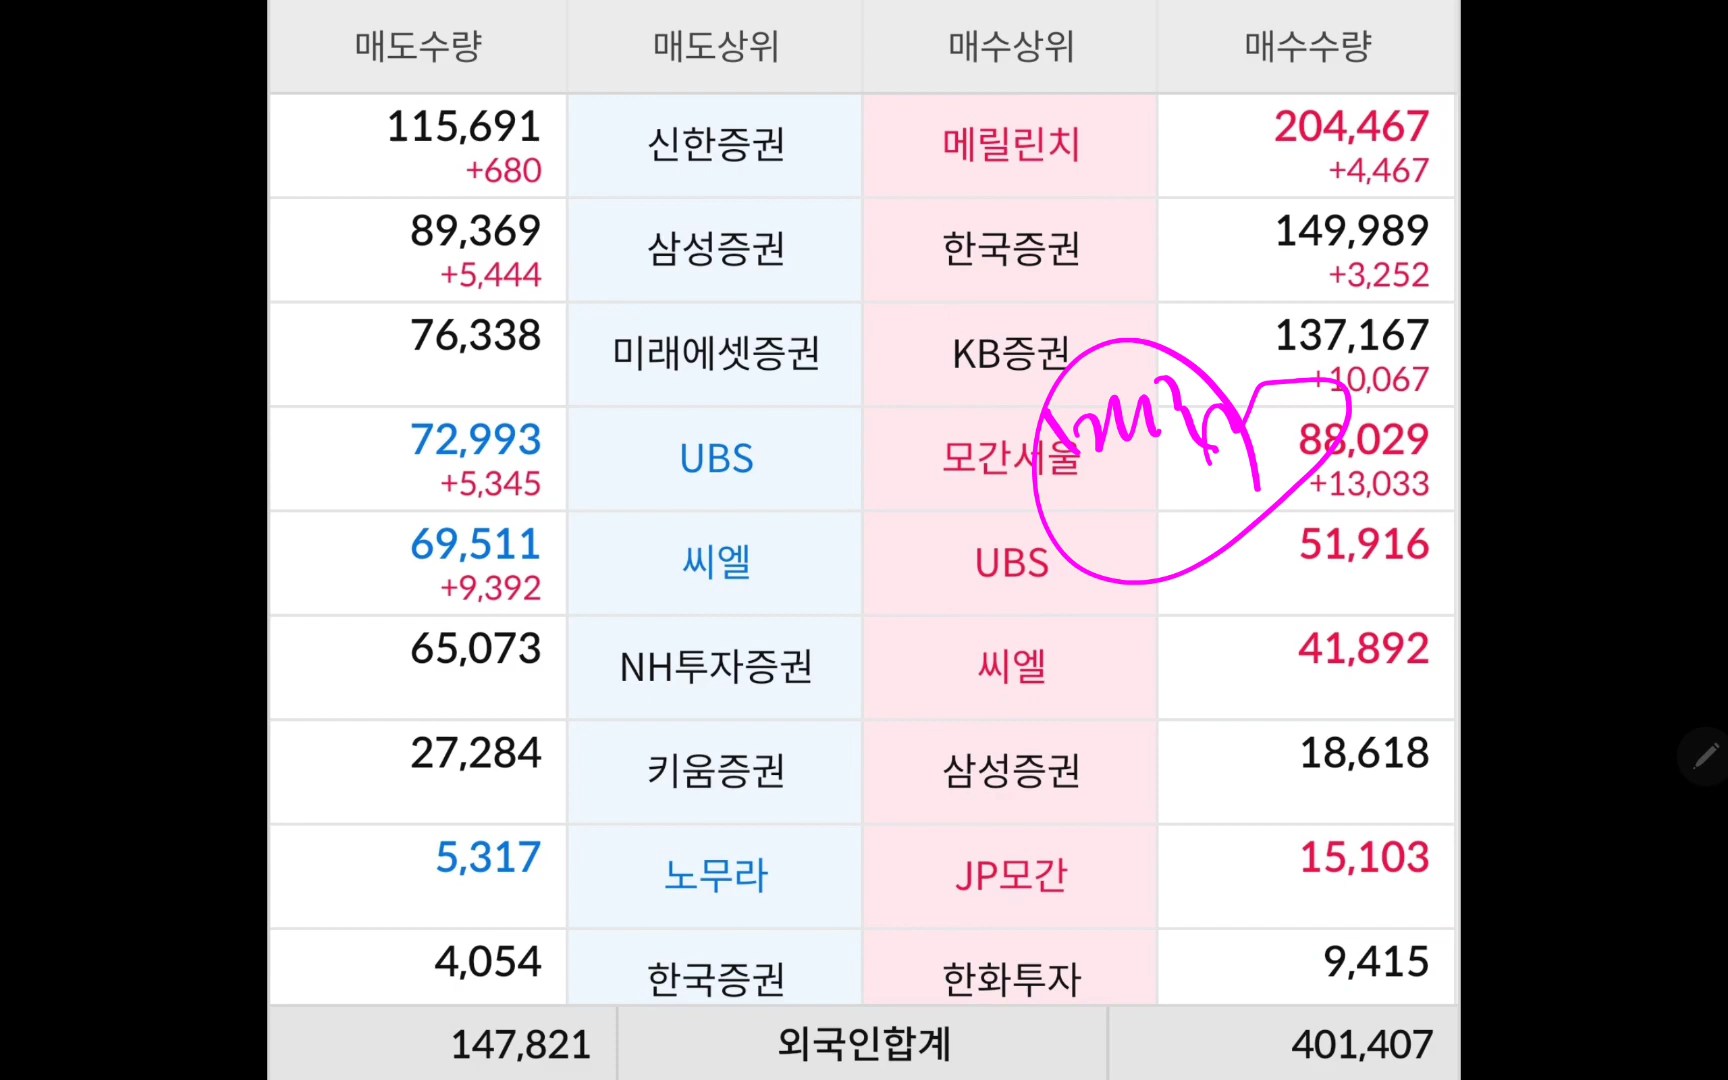 매도수량 매도상위 매수상위 매수수량
115,691 신한증권 메릴린치 204,467
+680 +4,467
89,369 삼성증권 한국증권 149,989
+5,444 +3,252
76,338 미래에셋증권 KB증권 137,167
+10,067
72,993 UBS 모간서울 88,029
+5,345 +13,033
69,511 씨엘 UBS 51,916
+9,392
65,073 NH투자증권 씨엘 41,892
27,284 키움증권 삼성증권 18,618
5,317 노무라 JP모간 15,103
4,054 한국증권 한화투자 9,415
147,821 외국인합계 401,407